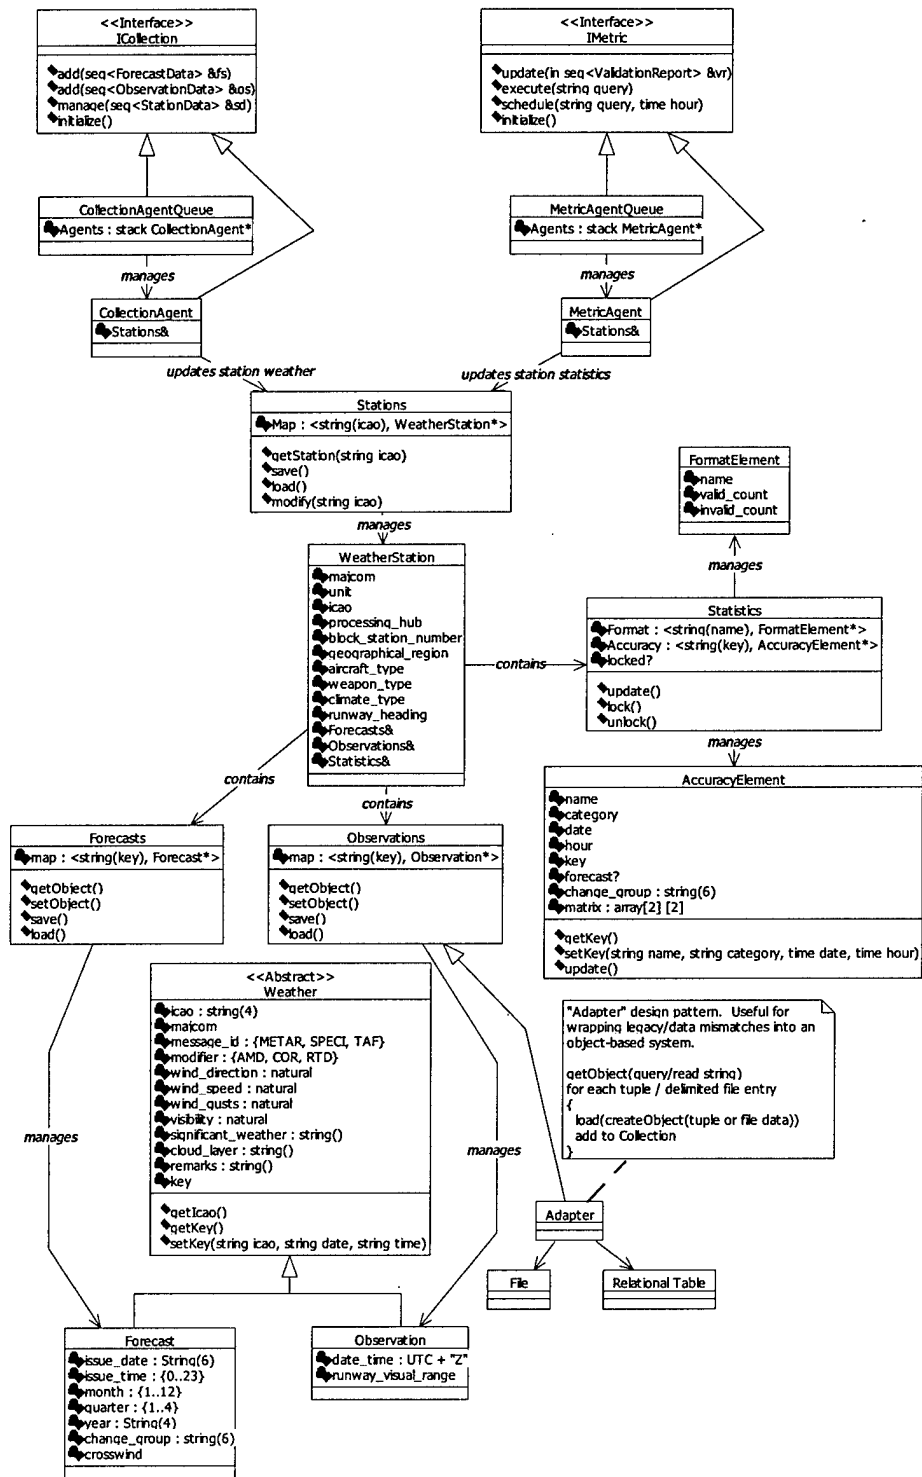 <<Interface>>
ICollection
add(seq<ForecastData> &fs)
add(seq<ObservationData> &os)
manage(seq<StationData> &sd)
initialize()
<<Interface>>
IMetric
update(in seq<ValidationReport> &vr)
execute(string query)
schedule(string query, time hour)
initialize()
CollectionAgentQueue
Agents : stack CollectionAgent*
MetricAgentQueue
Agents : stack MetricAgent*
manages
manages
CollectionAgent
Stations&
MetricAgent
Stations&
updates station weather
updates station statistics
Stations
Map : <string(icao), WeatherStation*>
getStation(string icao)
save()
load()
modify(string icao)
manages
FormatElement
name
valid_count
invalid_count
manages
WeatherStation
majcom
unit
icao
processing_hub
block_station_number
geographical_region
aircraft_type
weapon_type
climate_type
runway_heading
Forecasts&
Observations&
Statistics&
contains
Statistics
Format : <string(name), FormatElement*>
Accuracy : <string(key), AccuracyElement*>
locked?
update()
lock()
unlock()
manages
contains
contains
AccuracyElement
name
category
date
hour
key
forecast?
change_group : string(6)
matrix : array[2] [2]
getKey()
setKey(string name, string category, time date, time hour)
update()
Forecasts
map : <string(key), Forecast*>
getObject()
setObject()
save()
load()
Observations
map : <string(key), Observation*>
getObject()
setObject()
save()
load()
<<Abstract>>
Weather
icao : string(4)
majcom
message_id : {METAR, SPECI, TAF}
modifier : {AMD, COR, RTD}
wind_direction : natural
wind_speed : natural
wind_gusts : natural
visibility : natural
significant_weather : string()
cloud_layer : string()
remarks : string()
key
getIcao()
getKey()
setKey(string icao, string date, string time)
manages
manages
"Adapter" design pattern.  Useful for
wrapping legacy/data mismatches into an
object-based system.
getObject(query/read string)
for each tuple / delimited file entry
{
load(createObject(tuple or file data))
add to Collection
}
Adapter
File
Relational Table
Forecast
issue_date : String(6)
issue_time : {0..23}
month : {1..12}
quarter : {1..4}
year : String(4)
change_group : string(6)
crosswind
Observation
date_time : UTC + "Z"
runway_visual_range